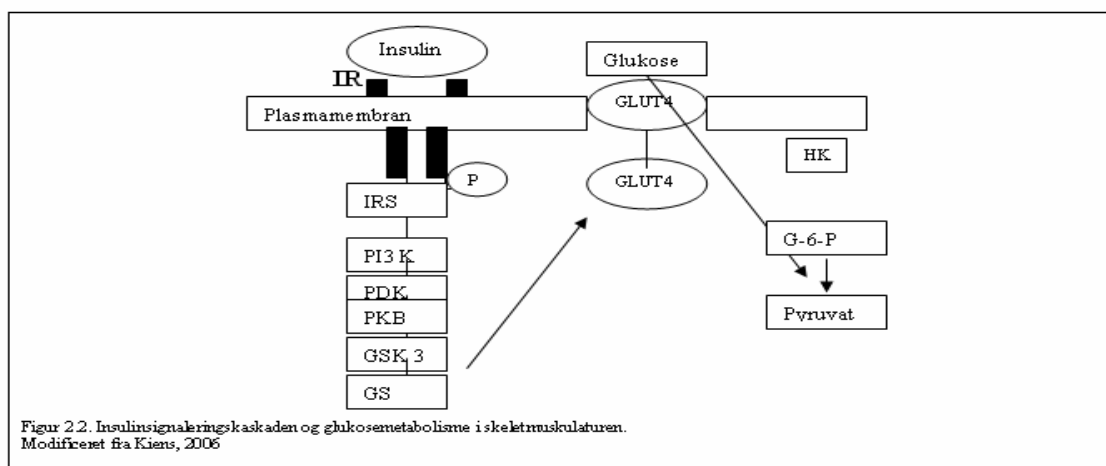 Insulin
IR
Glukose
GLUT4
Plasmamembran
HK
P
GLUT4
IRS
G-6-P
PI3 K
PDK
Pyruvat
PKB
GSK 3
GS
Figur 2.2. Insulinsignaleringskaskaden og glukosemetabolisme i skeletmuskulaturen.
Modificeret fra Kiens, 2006